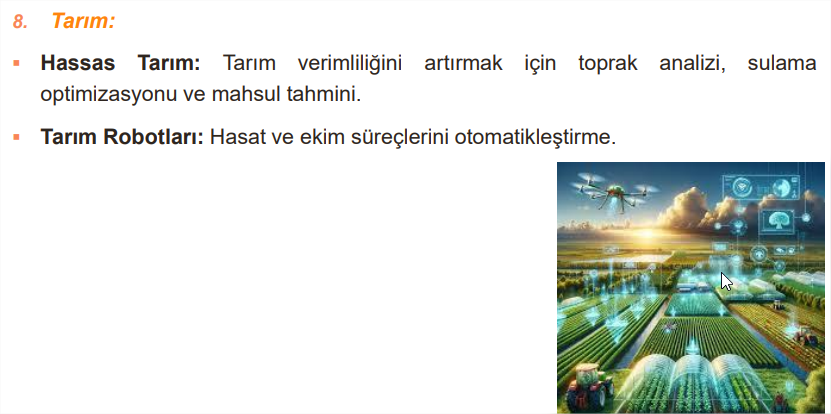 8. Tarım:
▪ Hassas Tarım: Tarım verimliliğini artırmak için toprak analizi, sulama
optimizasyonu ve mahsul tahmini.
▪ Tarım Robotları: Hasat ve ekim süreçlerini otomatikleştirme.